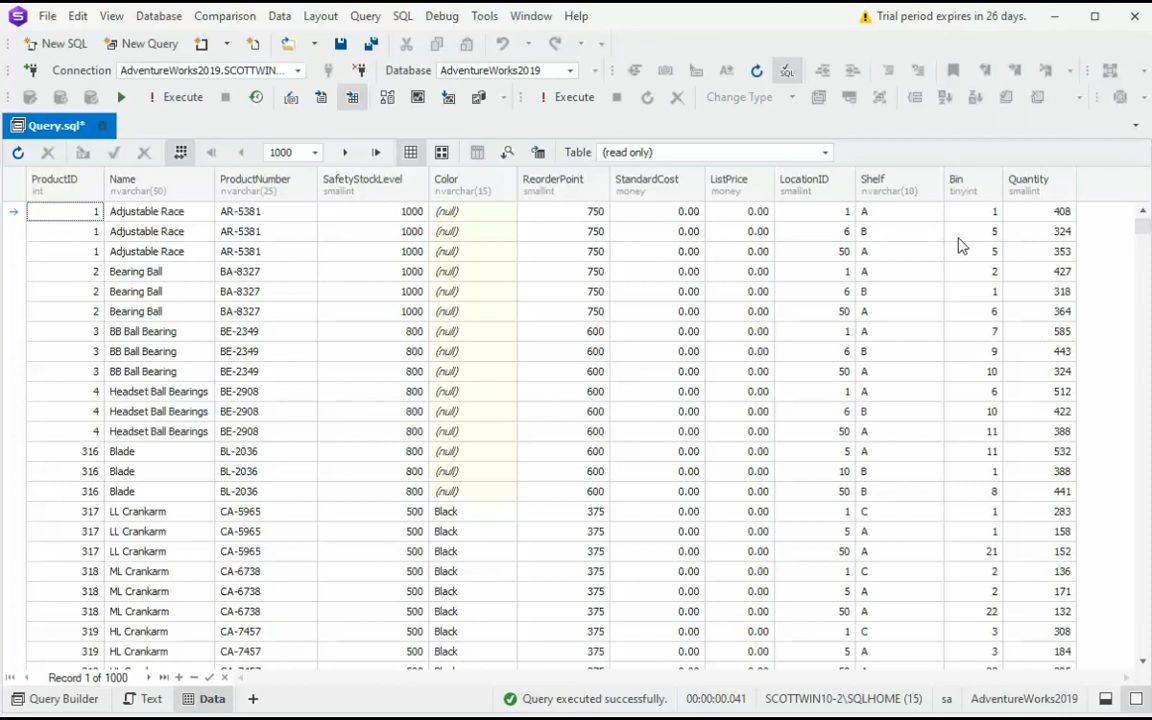 File Edit View Database Comparison Data Layout Query SQL Debug Tools Window Help Trial period expires in 26 days.
New SQL New Query
Connection AdventureWorks2019.SCOTTWIN... Database AdventureWorks2019
Execute Execute Change Type
Query.sql*
1000 Table (read only)
ProductID Name ProductNumber SafetyStockLevel Color ReorderPoint StandardCost ListPrice LocationID Shelf Bin Quantity
int nvarchar(50) nvarchar(25) smallint nvarchar(15) smallint money money smallint nvarchar(10) tinyint smallint
1 Adjustable Race AR-5381 1000 (null) 750 0.00 0.00 1 A 1 408
1 Adjustable Race AR-5381 1000 (null) 750 0.00 0.00 6 B 5 324
1 Adjustable Race AR-5381 1000 (null) 750 0.00 0.00 50 A 5 353
2 Bearing Ball BA-8327 1000 (null) 750 0.00 0.00 1 A 2 427
2 Bearing Ball BA-8327 1000 (null) 750 0.00 0.00 6 B 1 318
2 Bearing Ball BA-8327 1000 (null) 750 0.00 0.00 50 A 6 364
3 BB Ball Bearing BE-2349 800 (null) 600 0.00 0.00 1 A 7 585
3 BB Ball Bearing BE-2349 800 (null) 600 0.00 0.00 6 B 9 443
3 BB Ball Bearing BE-2349 800 (null) 600 0.00 0.00 50 A 10 324
4 Headset Ball Bearings BE-2908 800 (null) 600 0.00 0.00 1 A 6 512
4 Headset Ball Bearings BE-2908 800 (null) 600 0.00 0.00 6 B 10 422
4 Headset Ball Bearings BE-2908 800 (null) 600 0.00 0.00 50 A 11 388
316 Blade BL-2036 800 (null) 600 0.00 0.00 5 A 11 532
316 Blade BL-2036 800 (null) 600 0.00 0.00 10 B 1 388
316 Blade BL-2036 800 (null) 600 0.00 0.00 50 B 8 441
317 LL Crankarm CA-5965 500 Black 375 0.00 0.00 1 C 1 283
317 LL Crankarm CA-5965 500 Black 375 0.00 0.00 5 A 1 158
317 LL Crankarm CA-5965 500 Black 375 0.00 0.00 50 A 21 152
318 ML Crankarm CA-6738 500 Black 375 0.00 0.00 1 C 2 136
318 ML Crankarm CA-6738 500 Black 375 0.00 0.00 5 A 2 171
318 ML Crankarm CA-6738 500 Black 375 0.00 0.00 50 A 22 132
319 HL Crankarm CA-7457 500 Black 375 0.00 0.00 1 C 3 308
319 HL Crankarm CA-7457 500 Black 375 0.00 0.00 5 A 3 184
Record 1 of 1000
Query Builder Text Data Query executed successfully. 00:00:00.041 SCOTTWIN10-2\SQLHOME (15) sa AdventureWorks2019